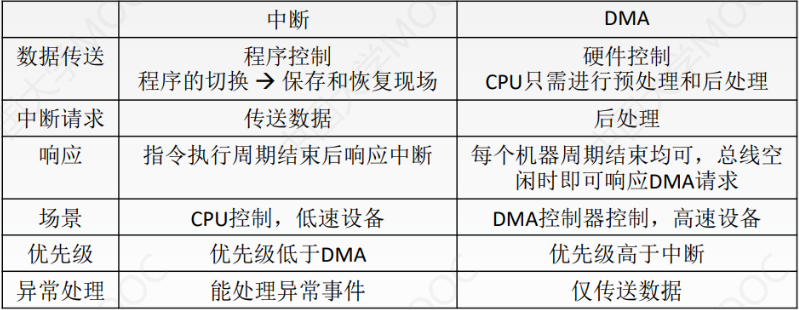 中断 DMA
数据传送 程序控制 硬件控制
程序的切换 → 保存和恢复现场 CPU只需进行预处理和后处理
中断请求 传送数据 后处理
响应 指令执行周期结束后响应中断 每个机器周期结束均可，总线空
闲时即可响应DMA请求
场景 CPU控制，低速设备 DMA控制器控制，高速设备
优先级 优先级低于DMA 优先级高于中断
异常处理 能处理异常事件 仅传送数据